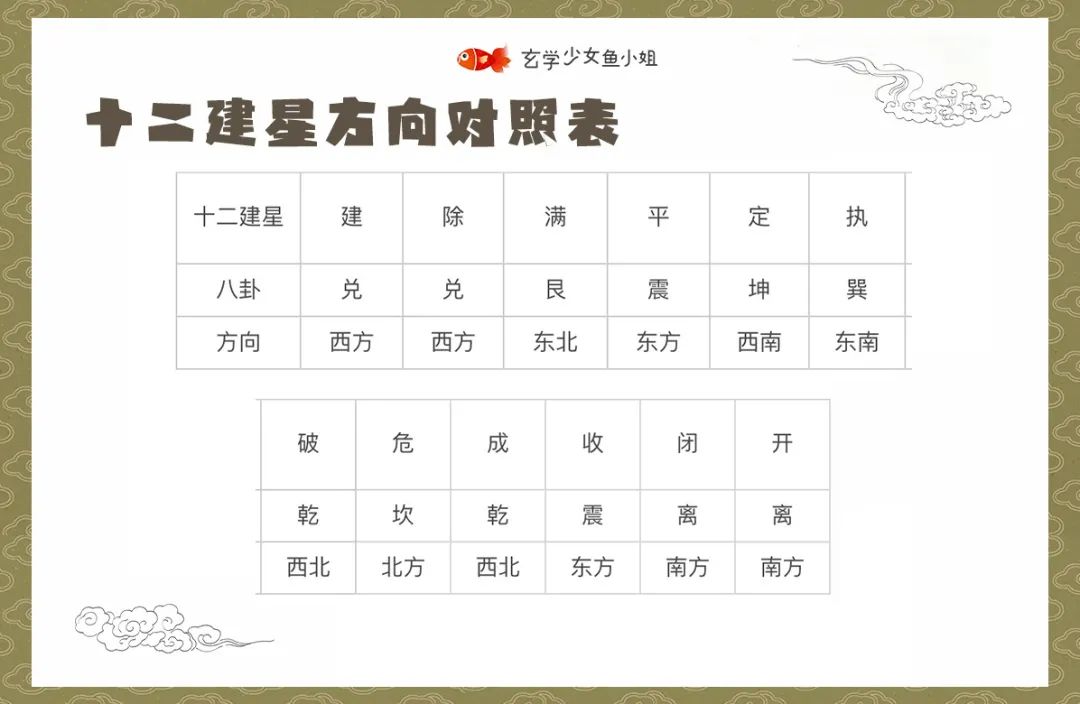 玄学少女鱼小姐
十二建星方向对照表
十二建星 建 除 满 平 定 执
八卦 兑 兑 艮 震 坤 巽
方向 西方 西方 东北 东方 西南 东南
破 危 成 收 闭 开
乾 坎 乾 震 离 离
西北 北方 西北 东方 南方 南方